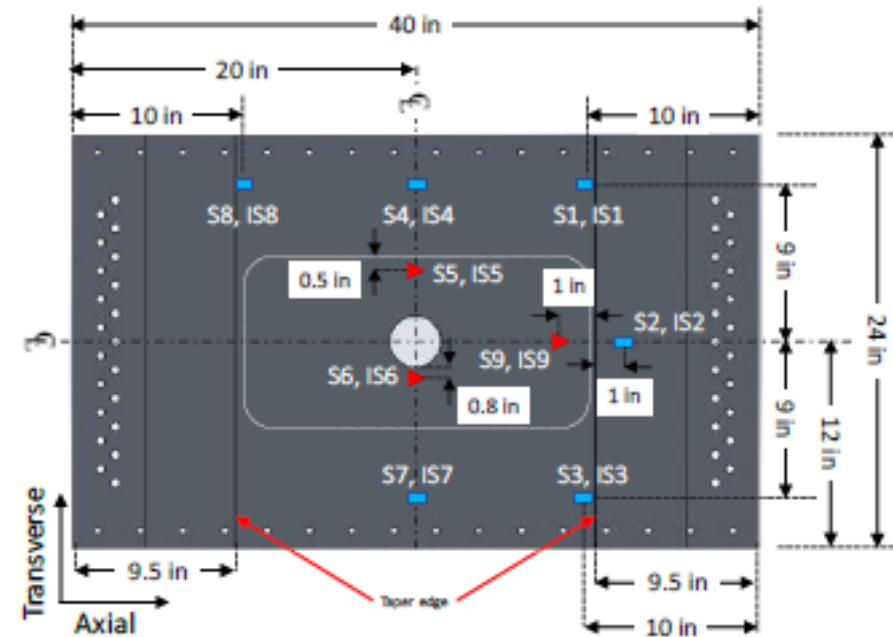 40 in
20 in
10 in
10 in
S8, IS8
S4, IS4
S1, IS1
0.5 in
S5, IS5
1 in
9 in
24 in
S2, IS2
S9, IS9
S6, IS6
0.8 in
1 in
9 in
12 in
S7, IS7
S3, IS3
Transverse
9.5 in
Taper edge
9.5 in
Axial
10 in